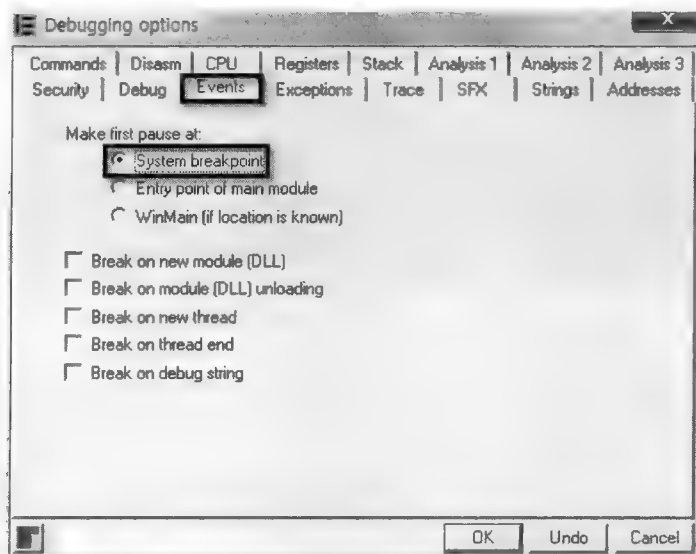 Debugging options
X
Commands Disasm CPU Registers Stack Analysis 1 Analysis 2 Analysis 3
Security Debug Events Exceptions Trace SFX Strings Addresses
Make first pause at:
System breakpoint
Entry point of main module
WinMain (if location is known)
Break on new module (DLL)
Break on module (DLL) unloading
Break on new thread
Break on thread end
Break on debug string
OK Undo Cancel